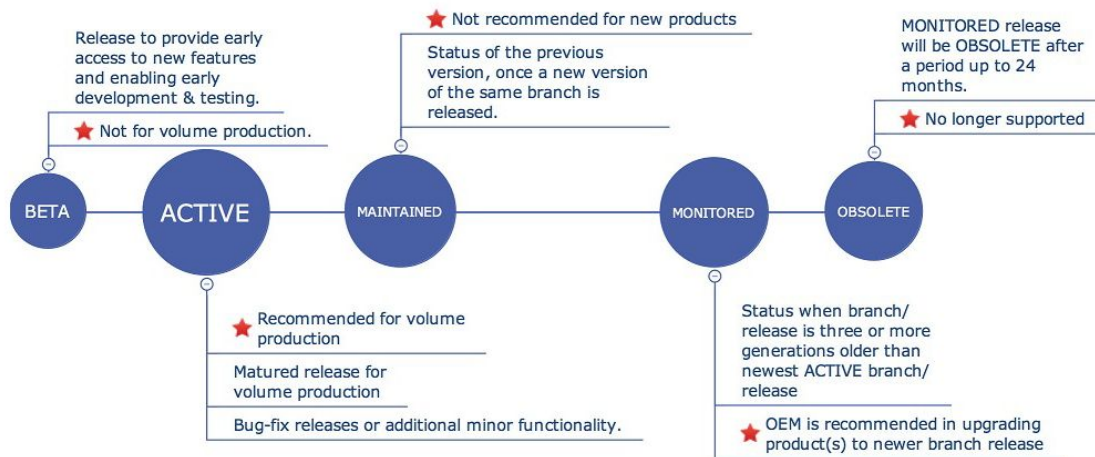 Release to provide early
access to new features
and enabling early
development & testing.
Not for volume production.
BETA
ACTIVE
Recommended for volume
production
Matured release for
volume production
Bug-fix releases or additional minor functionality.
Not recommended for new products
Status of the previous
version, once a new version
of the same branch is
released.
MAINTAINED
MONITORED
Status when branch/
release is three or more
generations older than
newest ACTIVE branch/
release
OEM is recommended in upgrading
product(s) to newer branch release
MONITORED release
will be OBSOLETE after
a period up to 24
months.
No longer supported
OBSOLETE